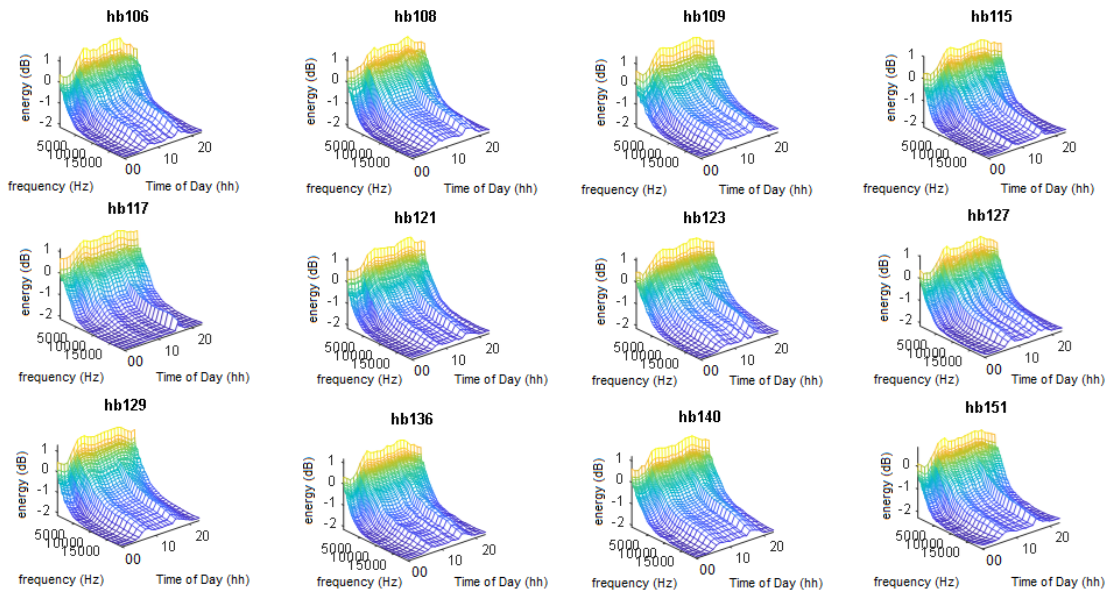 hb106
energy (dB)
1
0
-1
-2
5000
10000
15000
00
10
20
frequency (Hz)
Time of Day (hh)
hb108
energy (dB)
1
0
-1
-2
5000
10000
15000
00
10
20
frequency (Hz)
Time of Day (hh)
hb109
energy (dB)
1
0
-1
-2
5000
10000
15000
00
10
20
frequency (Hz)
Time of Day (hh)
hb115
energy (dB)
1
0
-1
-2
5000
10000
15000
00
10
20
frequency (Hz)
Time of Day (hh)
hb117
energy (dB)
1
0
-1
-2
5000
10000
15000
00
10
20
frequency (Hz)
Time of Day (hh)
hb121
energy (dB)
1
0
-1
-2
5000
10000
15000
00
10
20
frequency (Hz)
Time of Day (hh)
hb123
energy (dB)
1
0
-1
-2
5000
10000
15000
00
10
20
frequency (Hz)
Time of Day (hh)
hb127
energy (dB)
1
0
-1
-2
5000
10000
15000
00
10
20
frequency (Hz)
Time of Day (hh)
hb129
energy (dB)
1
0
-1
-2
5000
10000
15000
00
10
20
frequency (Hz)
Time of Day (hh)
hb136
energy (dB)
1
0
-1
-2
5000
10000
15000
00
10
20
frequency (Hz)
Time of Day (hh)
hb140
energy (dB)
1
0
-1
-2
5000
10000
15000
00
10
20
frequency (Hz)
Time of Day (hh)
hb151
energy (dB)
0
-1
-2
5000
10000
15000
00
10
20
frequency (Hz)
Time of Day (hh)